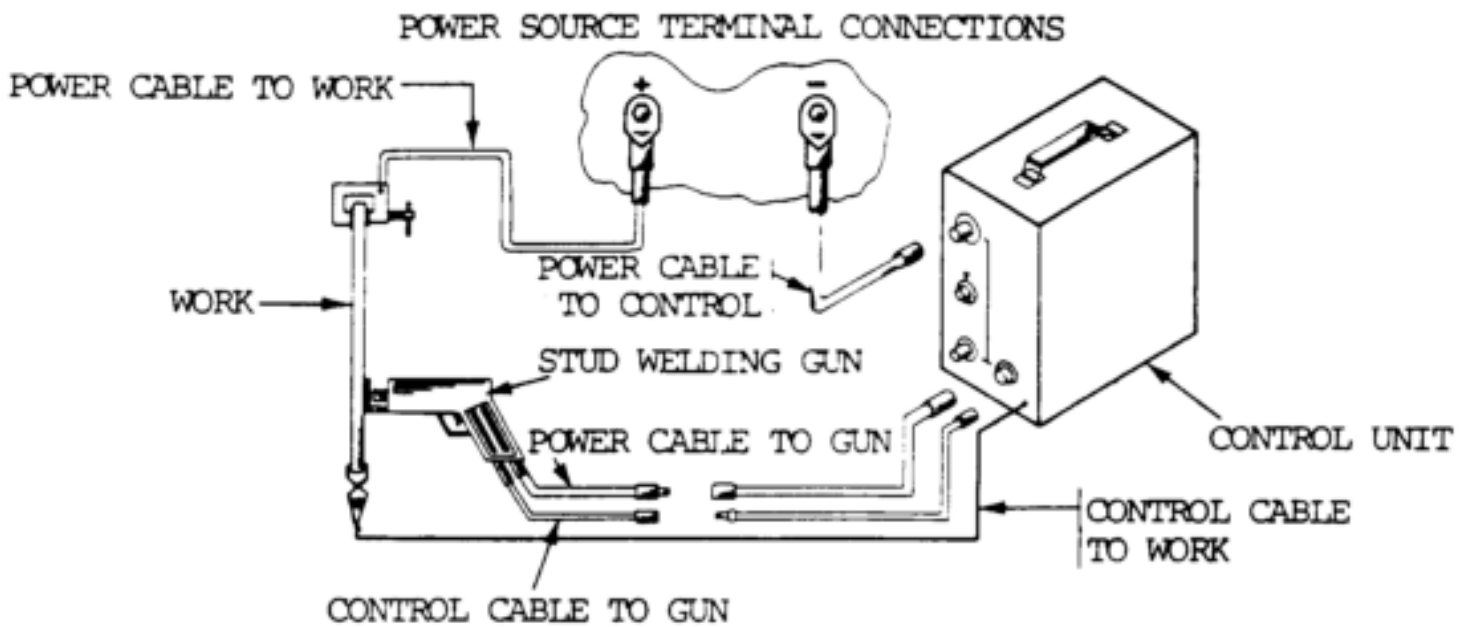 POWER SOURCE TERMINAL CONNECTIONS
POWER CABLE TO WORK
+
−
POWER CABLE
TO CONTROL
WORK
STUD WELDING GUN
POWER CABLE TO GUN
CONTROL UNIT
CONTROL CABLE
TO WORK
CONTROL CABLE TO GUN